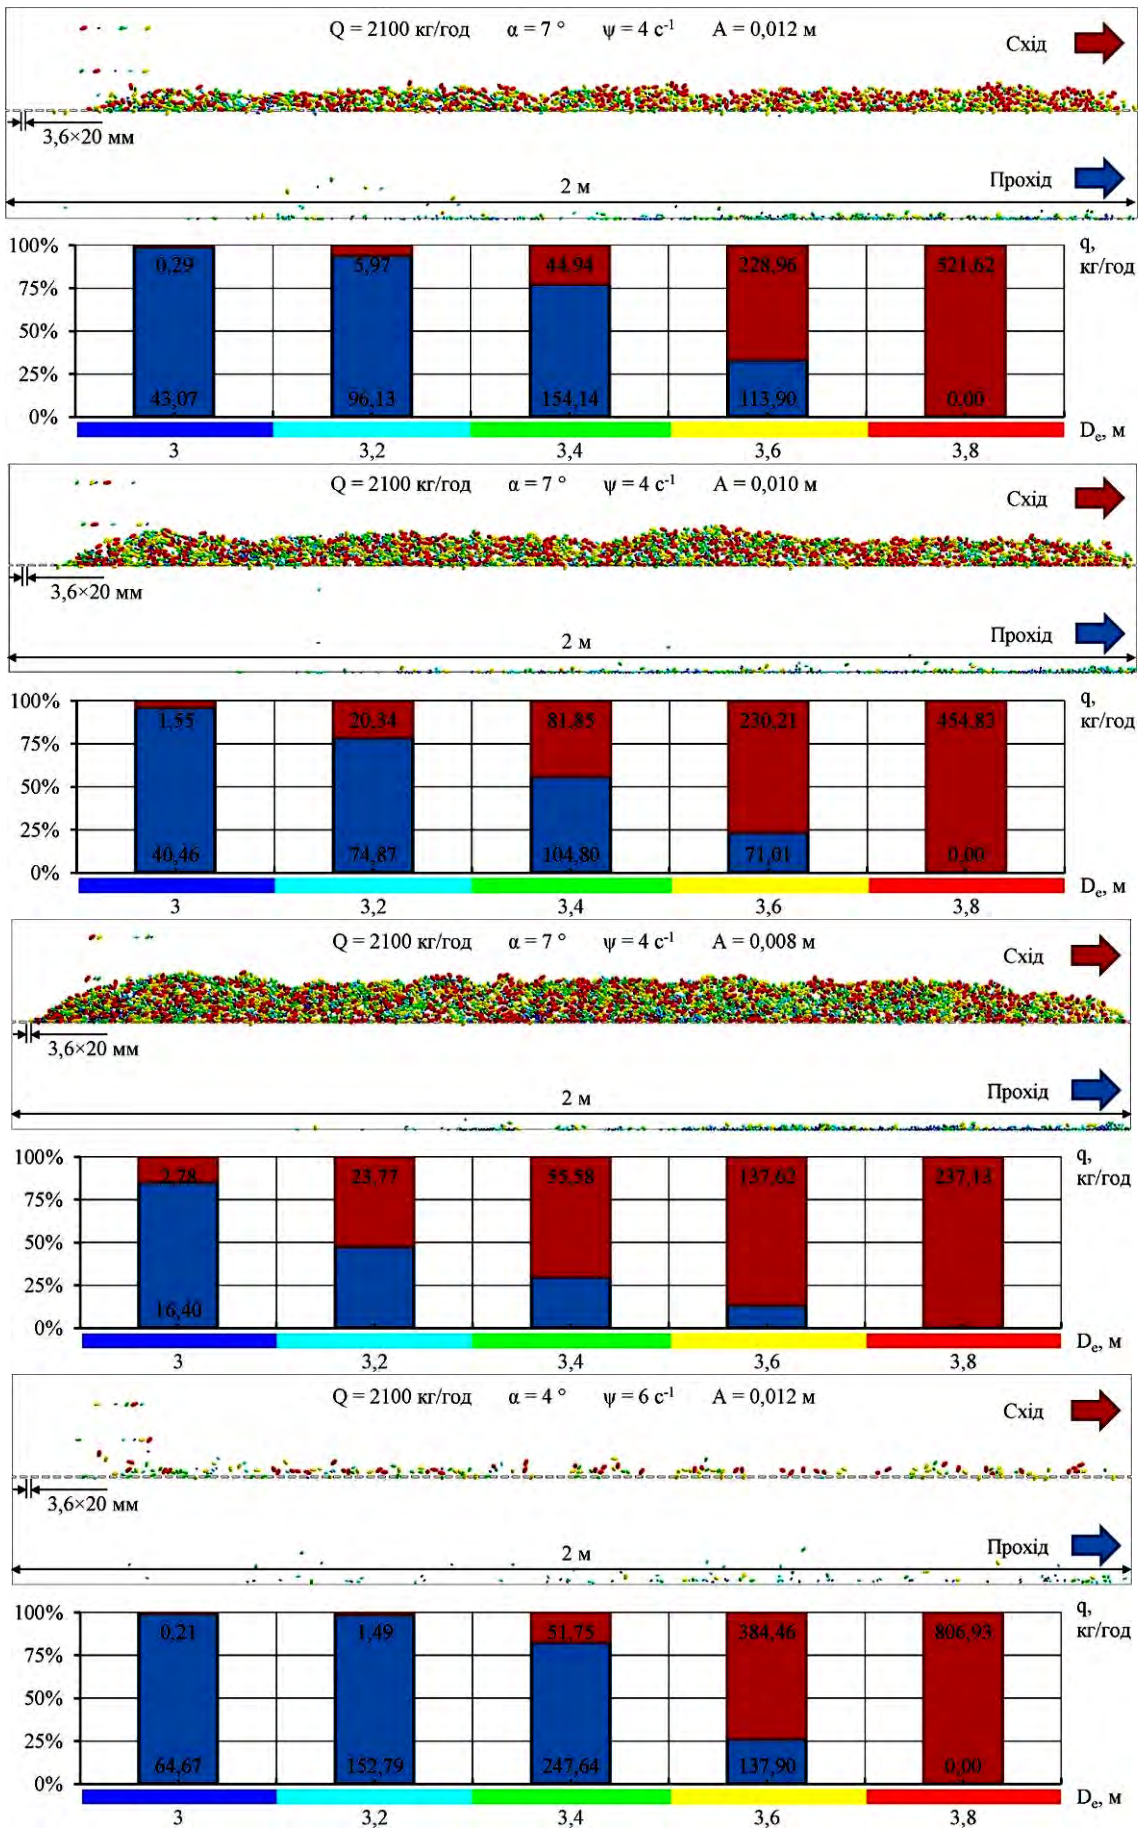 Q = 2100 кг/год α = 7 ° ψ = 4 с⁻¹ A = 0,012 м
Схід
3,6×20 мм
Прохід
2 м
100% q,
0,29 5,97 44,94 228,96 521,62 кг/год
75%
50%
25%
43,07 96,13 154,14 113,90 0,00
0%
3 3,2 3,4 3,6 3,8 Dₑ, м
Q = 2100 кг/год α = 7 ° ψ = 4 с⁻¹ A = 0,010 м
Схід
3,6×20 мм
Прохід
2 м
100% q,
1,55 20,34 81,85 230,21 454,83 кг/год
75%
50%
25%
40,46 74,87 104,80 71,01 0,00
0%
3 3,2 3,4 3,6 3,8 Dₑ, м
Q = 2100 кг/год α = 7 ° ψ = 4 с⁻¹ A = 0,008 м
Схід
3,6×20 мм
Прохід
2 м
100% q,
2,78 23,77 55,58 137,62 237,13 кг/год
75%
50%
25%
16,40
0%
3 3,2 3,4 3,6 3,8 Dₑ, м
Q = 2100 кг/год α = 4 ° ψ = 6 с⁻¹ A = 0,012 м
Схід
3,6×20 мм
Прохід
2 м
100% q,
0,21 1,49 51,75 384,46 806,93 кг/год
75%
50%
25%
64,67 152,79 247,64 137,90 0,00
0%
3 3,2 3,4 3,6 3,8 Dₑ, м